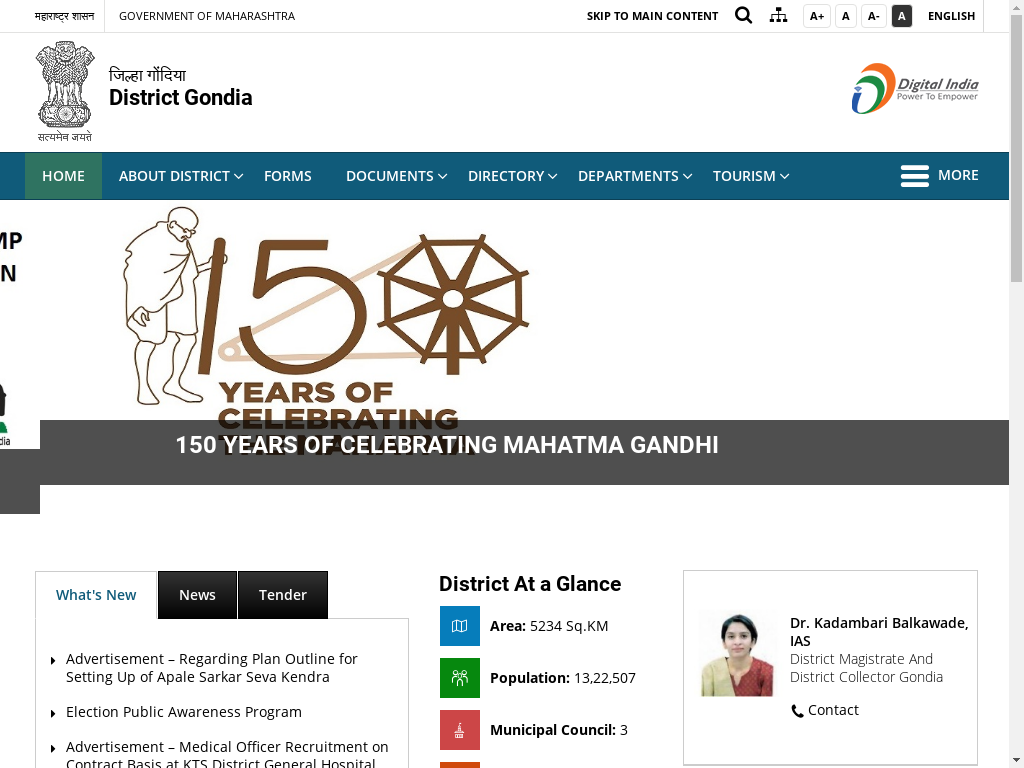 महाराष्ट्र शासन
GOVERNMENT OF MAHARASHTRA
SKIP TO MAIN CONTENT
A+
A
A-
A
ENGLISH
सत्यमेव जयते
जिल्हा गोंदिया
District Gondia
Digital India
Power To Empower
HOME
ABOUT DISTRICT
FORMS
DOCUMENTS
DIRECTORY
DEPARTMENTS
TOURISM
MORE
MP
N
dia
150
YEARS OF
CELEBRATING
150 YEARS OF CELEBRATING MAHATMA GANDHI
What's New
News
Tender
Advertisement – Regarding Plan Outline for
Setting Up of Apale Sarkar Seva Kendra
Election Public Awareness Program
Advertisement – Medical Officer Recruitment on
Contract Basis at KTS District General Hospital
District At a Glance
Area: 5234 Sq.KM
Population: 13,22,507
Municipal Council: 3
Dr. Kadambari Balkawade,
IAS
District Magistrate And
District Collector Gondia
Contact